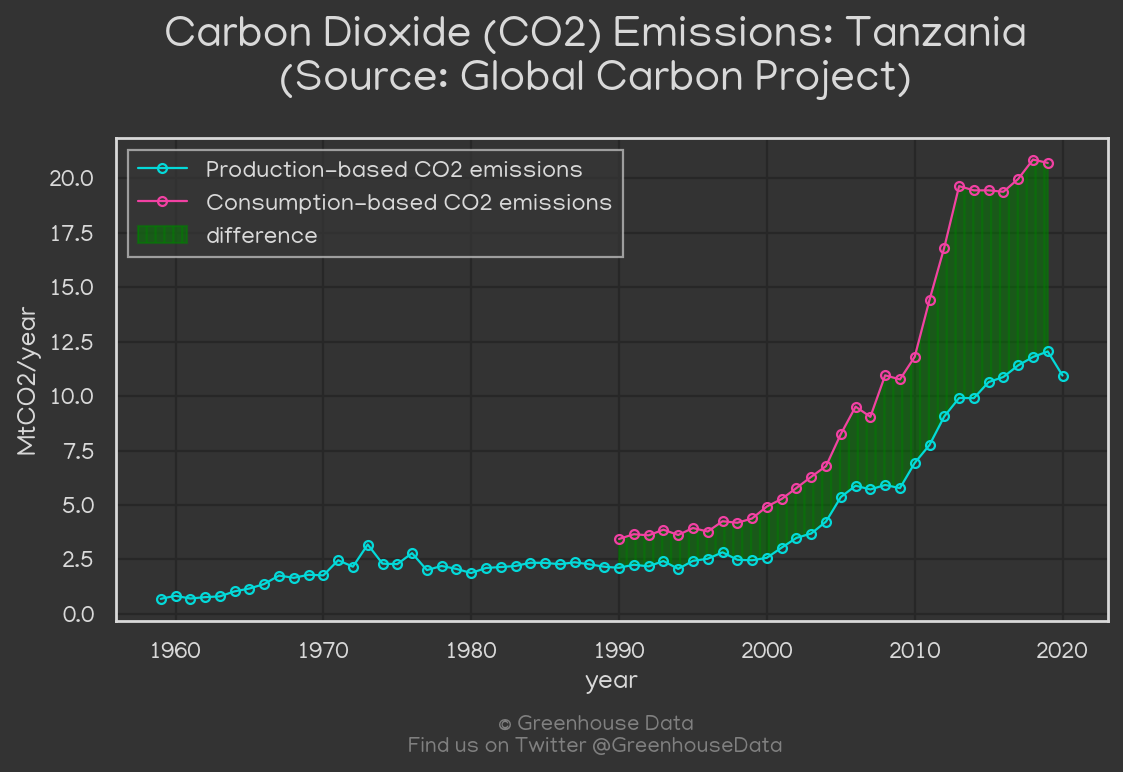 Carbon Dioxide (CO2) Emissions: Tanzania
(Source: Global Carbon Project)
Production-based CO2 emissions
Consumption-based CO2 emissions
difference
20.0
17.5
15.0
12.5
10.0
7.5
5.0
2.5
0.0
MtCO2/year
1960 1970 1980 1990 2000 2010 2020
year
© Greenhouse Data
Find us on Twitter @GreenhouseData